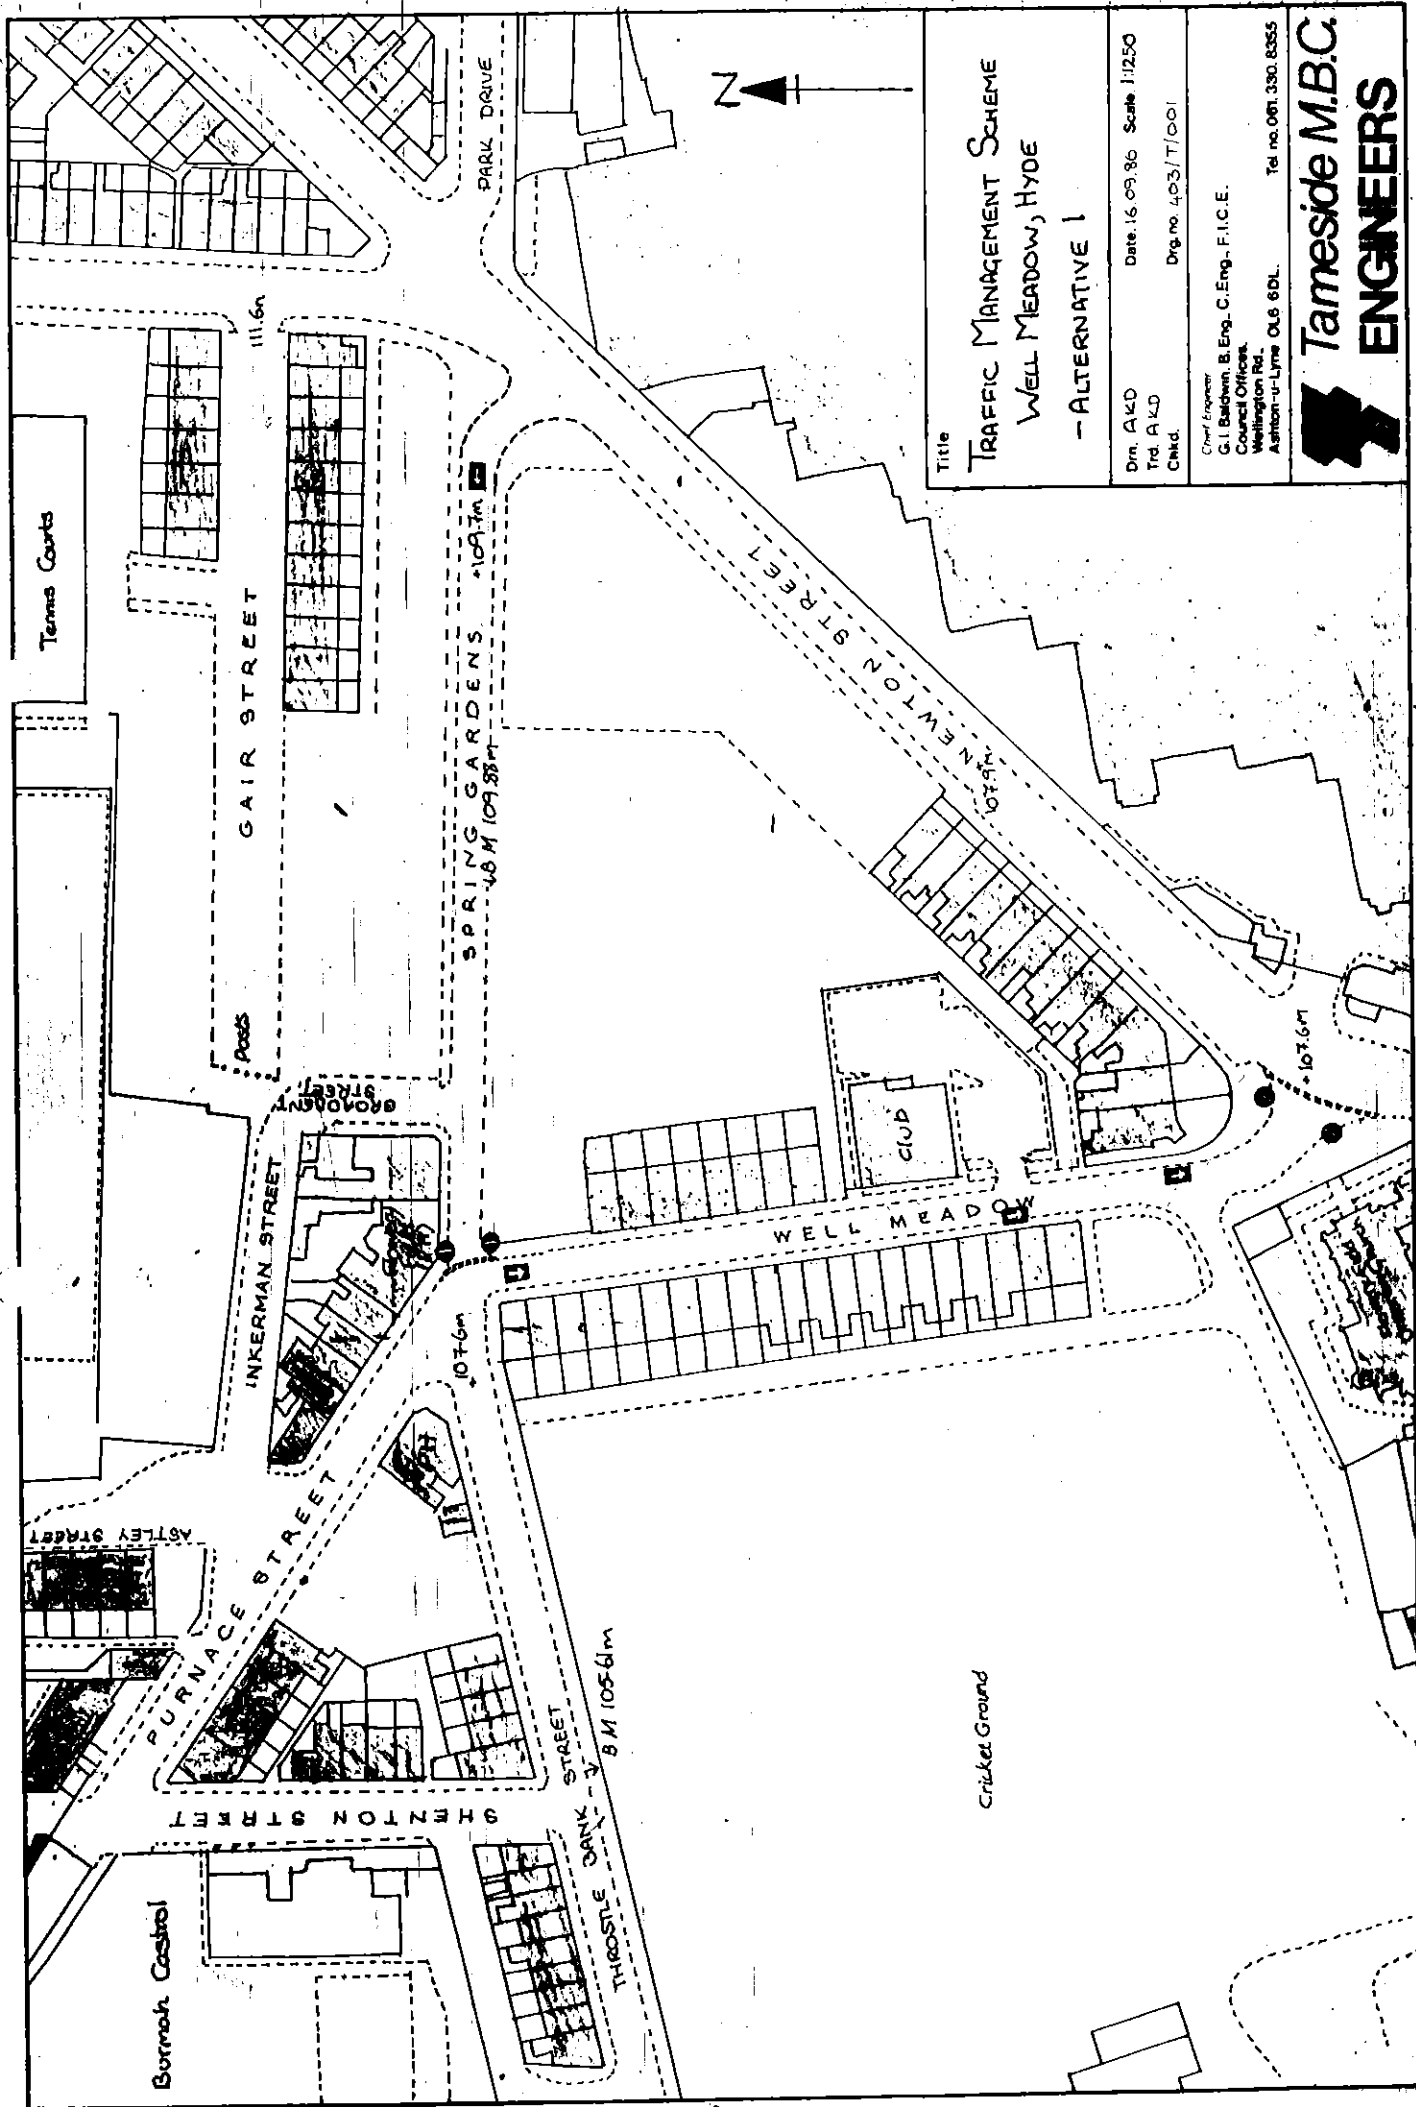 Title
TRAFFIC MANAGEMENT SCHEME
WELL MEADOW, HYDE
- ALTERNATIVE 1
Drn. AKD
Date. 16.09.86 Scale 1:1250
Trd. AKD
Drg. no. 403/T/001
Chkd.
Chief Engineer
G. I. Baldwin. B. Eng., C. Eng., F.I.C.E.
Council Offices.
Wellington Rd.
Ashton-u-Lyne OL6 6DL.
Tel no. 061. 330. 8355
Tameside M.B.C.
ENGINEERS
N
PARK DRIVE
111.6m
Tennis Courts
GAIR STREET
+109.7m
SPRING GARDENS
BM 109.88m
Posts
BROADBENT
STREET
INKERMAN STREET
NEWTON STREET
107.9m
+107.6m
CLUB
WELL MEADOW
+107.6m
PH
ASTLEY STREET
FURNACE STREET
SHENTON STREET
THROSTLE BANK STREET
BM 105.61m
Burmah Castrol
Cricket Ground